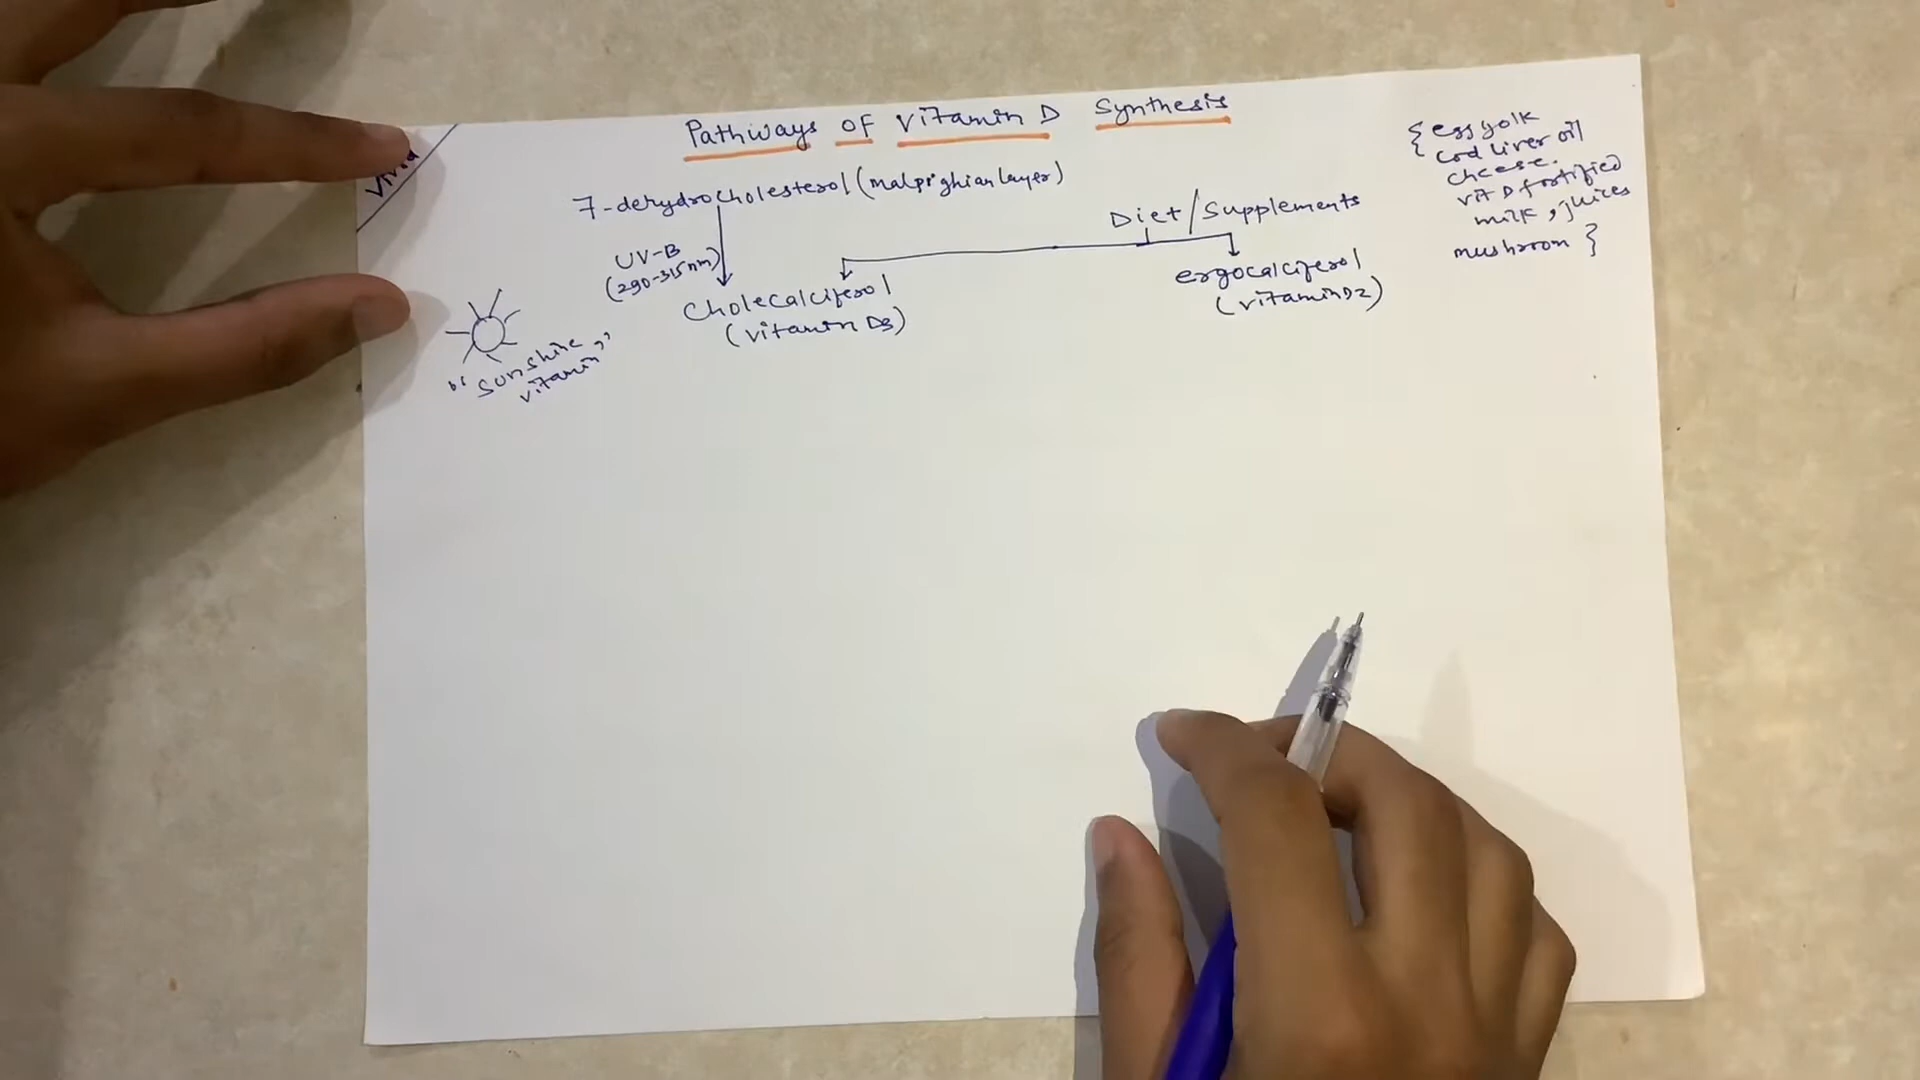 Pathways of vitamin D Synthesis
7-dehydrocholesterol (malpighian layer)
UV-B
(290-315nm)
Cholecalciferol
(vitamin D3)
"sunshine
vitamin"
Diet/Supplements
ergocalciferol
(vitamin D2)
{ egg yolk
cod liver oil
cheese.
vit D fortified
milk, juices
mushroom }